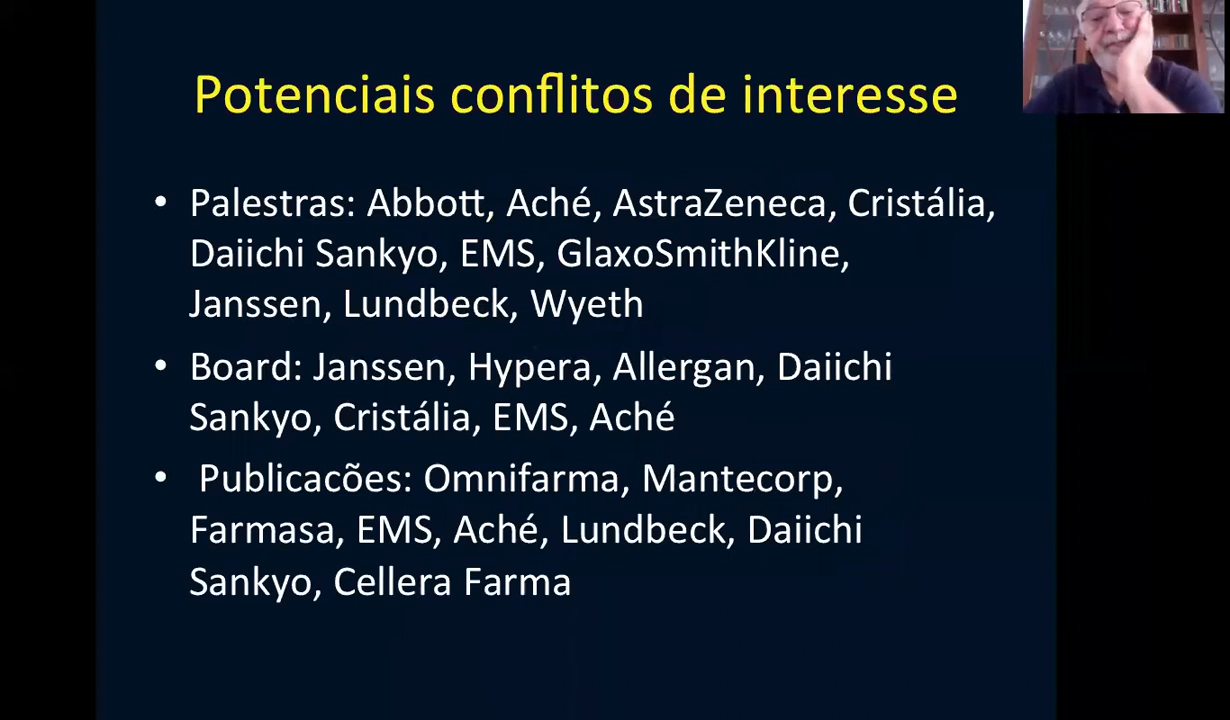 Potenciais conflitos de interesse
• Palestras: Abbott, Aché, AstraZeneca, Cristália,
Daiichi Sankyo, EMS, GlaxoSmithKline,
Janssen, Lundbeck, Wyeth
• Board: Janssen, Hypera, Allergan, Daiichi
Sankyo, Cristália, EMS, Aché
• Publicacões: Omnifarma, Mantecorp,
Farmasa, EMS, Aché, Lundbeck, Daiichi
Sankyo, Cellera Farma